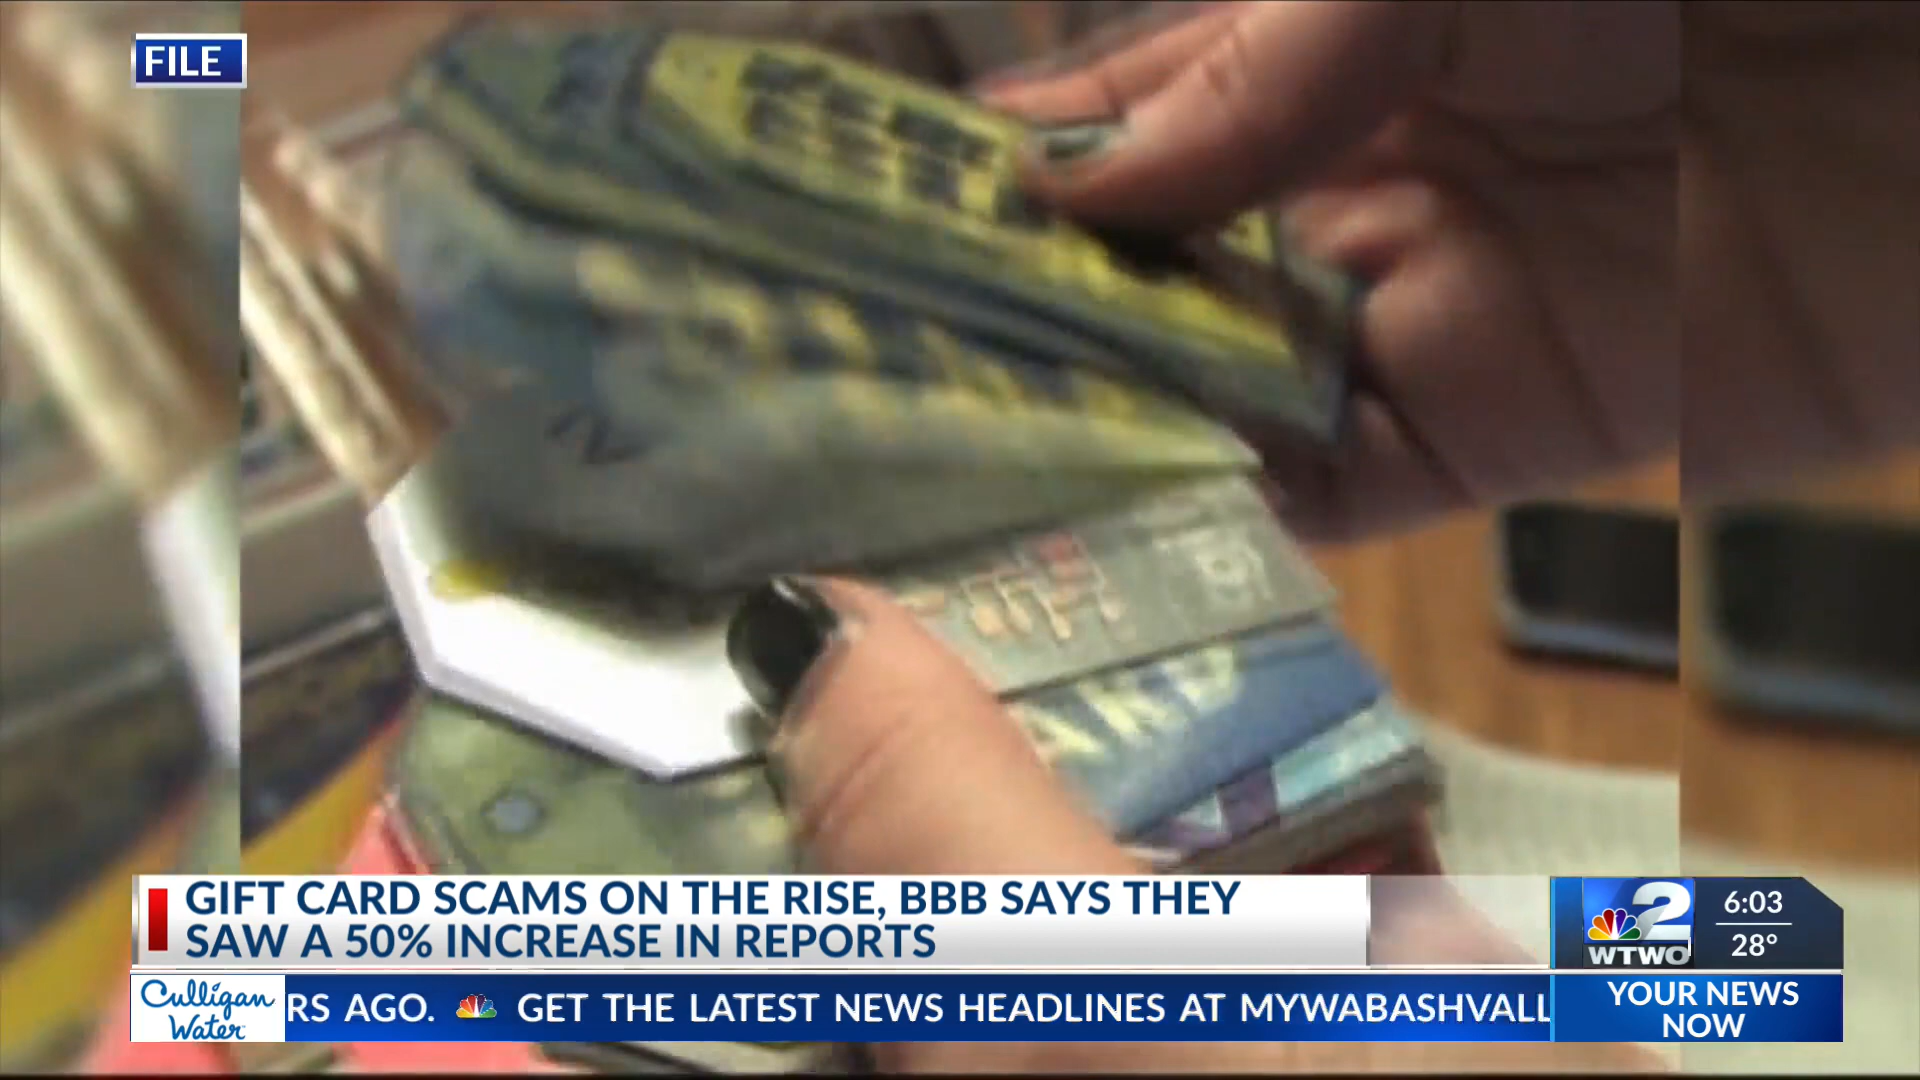 FILE
GIFT CARD SCAMS ON THE RISE, BBB SAYS THEY
SAW A 50% INCREASE IN REPORTS
2
WTWO
6:03
28°
Culligan
Water
RS AGO. GET THE LATEST NEWS HEADLINES AT MYWABASHVALL
YOUR NEWS
NOW